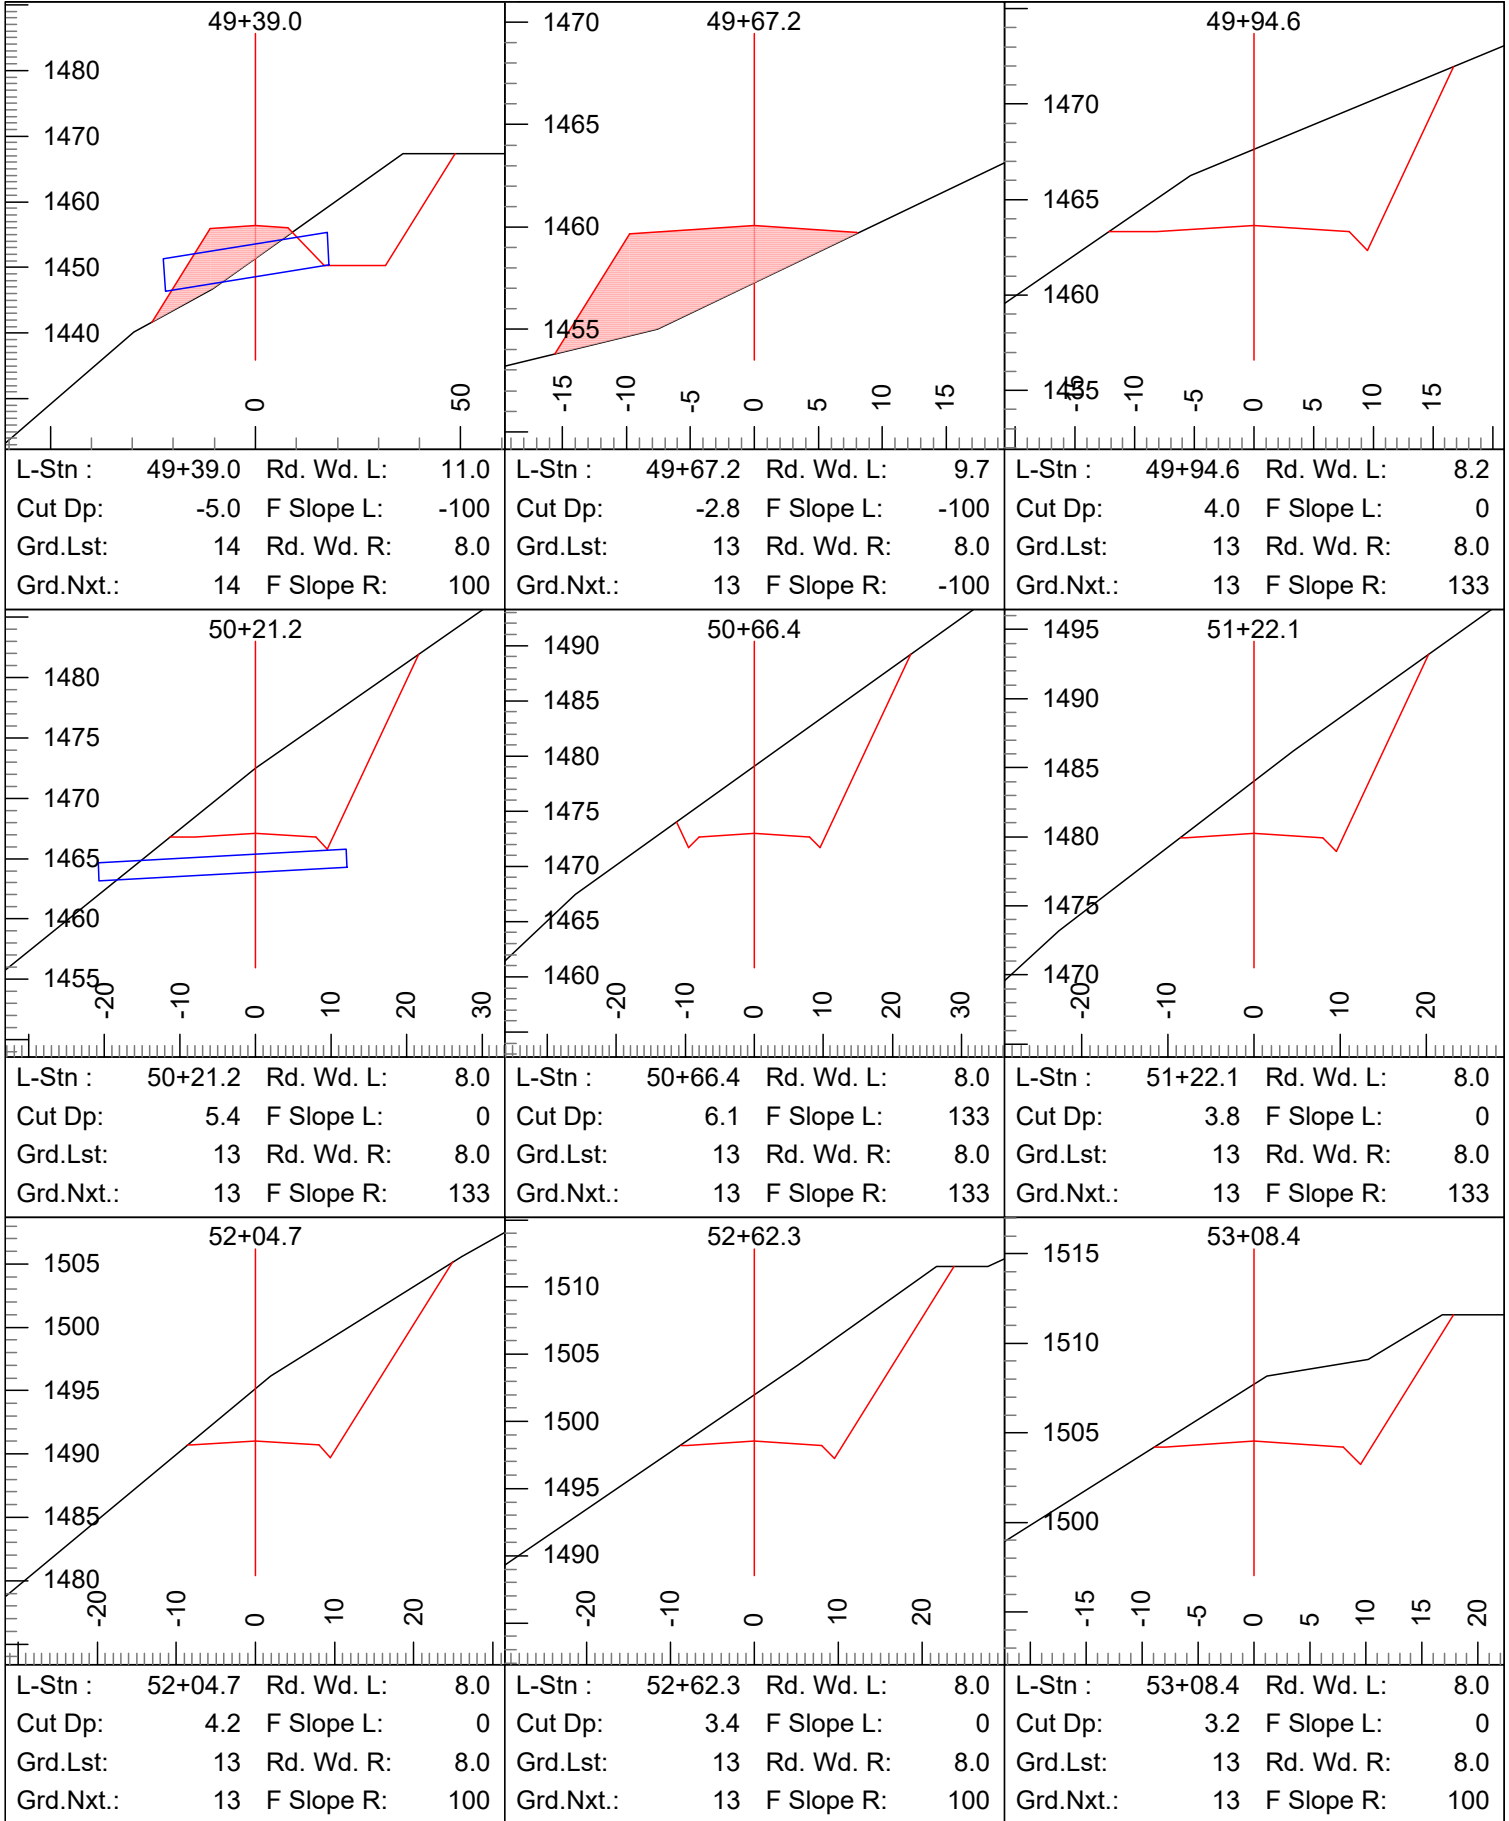 49+39.0
1480
1470
1460
1450
1440
0
50
L-Stn : 49+39.0 Rd. Wd. L: 11.0
Cut Dp: -5.0 F Slope L: -100
Grd.Lst: 14 Rd. Wd. R: 8.0
Grd.Nxt.: 14 F Slope R: 100
49+67.2
1470
1465
1460
1455
-15 -10 -5 0 5 10 15
L-Stn : 49+67.2 Rd. Wd. L: 9.7
Cut Dp: -2.8 F Slope L: -100
Grd.Lst: 13 Rd. Wd. R: 8.0
Grd.Nxt.: 13 F Slope R: -100
49+94.6
1470
1465
1460
1455
-15 -10 -5 0 5 10 15
L-Stn : 49+94.6 Rd. Wd. L: 8.2
Cut Dp: 4.0 F Slope L: 0
Grd.Lst: 13 Rd. Wd. R: 8.0
Grd.Nxt.: 13 F Slope R: 133
50+21.2
1480
1475
1470
1465
1460
1455
-20 -10 0 10 20 30
L-Stn : 50+21.2 Rd. Wd. L: 8.0
Cut Dp: 5.4 F Slope L: 0
Grd.Lst: 13 Rd. Wd. R: 8.0
Grd.Nxt.: 13 F Slope R: 133
50+66.4
1490
1485
1480
1475
1470
1465
1460
-20 -10 0 10 20 30
L-Stn : 50+66.4 Rd. Wd. L: 8.0
Cut Dp: 6.1 F Slope L: 133
Grd.Lst: 13 Rd. Wd. R: 8.0
Grd.Nxt.: 13 F Slope R: 133
51+22.1
1495
1490
1485
1480
1475
1470
-20 -10 0 10 20
L-Stn : 51+22.1 Rd. Wd. L: 8.0
Cut Dp: 3.8 F Slope L: 0
Grd.Lst: 13 Rd. Wd. R: 8.0
Grd.Nxt.: 13 F Slope R: 133
52+04.7
1505
1500
1495
1490
1485
1480
-20 -10 0 10 20
L-Stn : 52+04.7 Rd. Wd. L: 8.0
Cut Dp: 4.2 F Slope L: 0
Grd.Lst: 13 Rd. Wd. R: 8.0
Grd.Nxt.: 13 F Slope R: 100
52+62.3
1510
1505
1500
1495
1490
-20 -10 0 10 20
L-Stn : 52+62.3 Rd. Wd. L: 8.0
Cut Dp: 3.4 F Slope L: 0
Grd.Lst: 13 Rd. Wd. R: 8.0
Grd.Nxt.: 13 F Slope R: 100
53+08.4
1515
1510
1505
1500
-15 -10 -5 0 5 10 15 20
L-Stn : 53+08.4 Rd. Wd. L: 8.0
Cut Dp: 3.2 F Slope L: 0
Grd.Lst: 13 Rd. Wd. R: 8.0
Grd.Nxt.: 13 F Slope R: 100